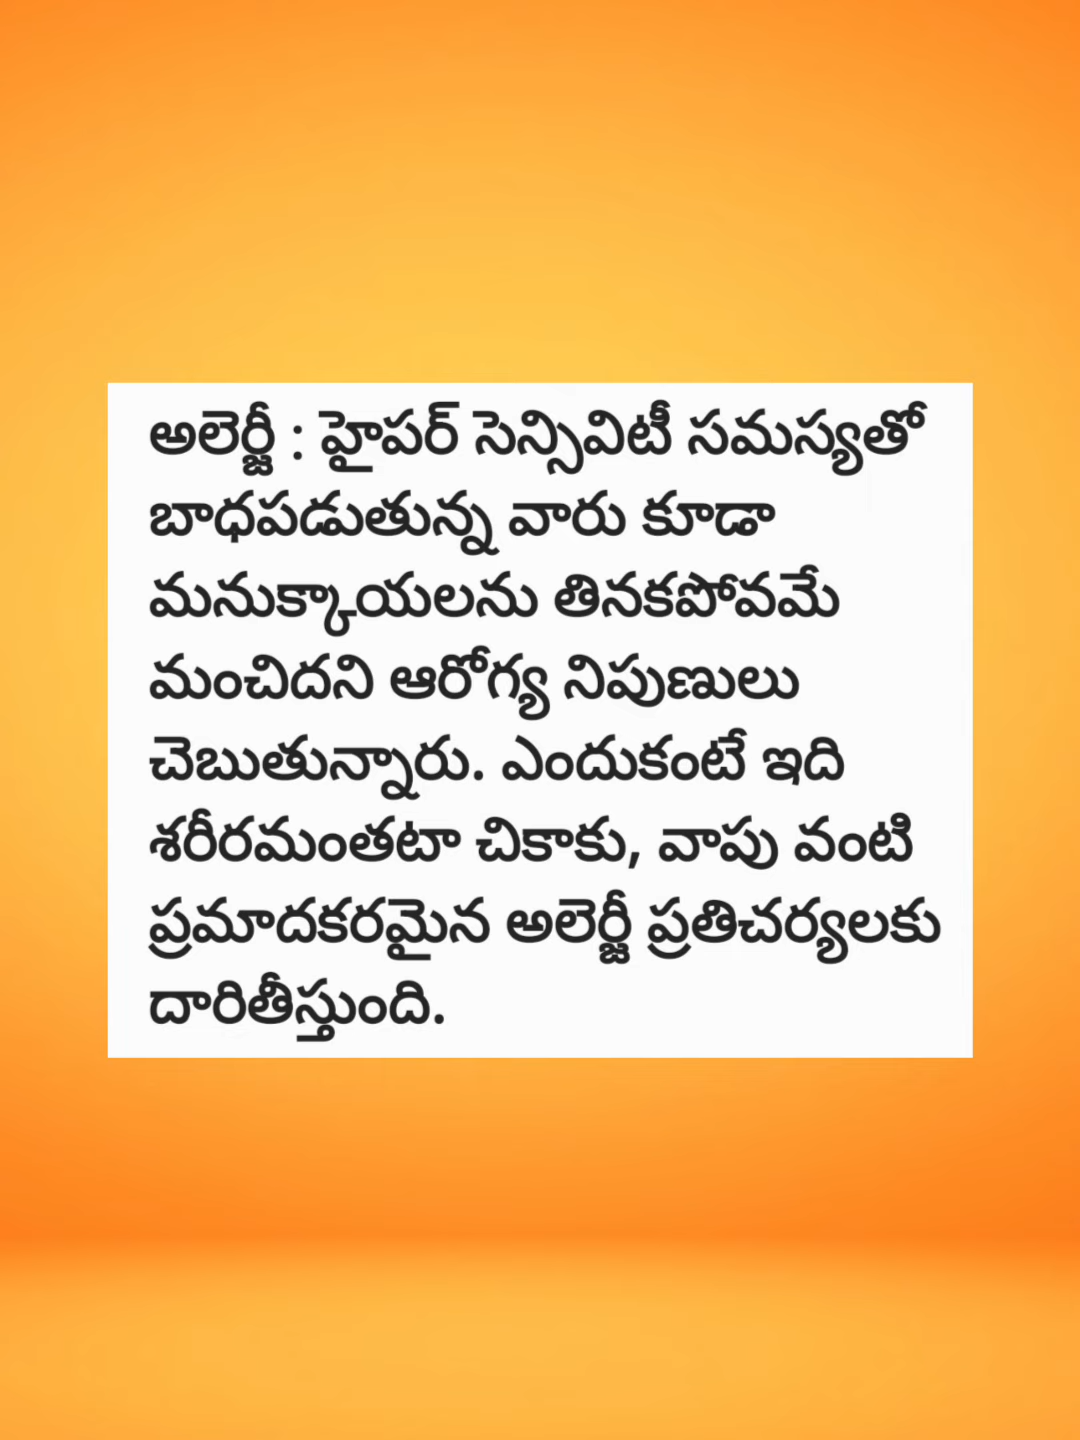 అలెర్జీ : హైపర్ సెన్సివిటీ సమస్యతో
బాధపడుతున్న వారు కూడా
మనుక్కాయలను తినకపోవమే
మంచిదని ఆరోగ్య నిపుణులు
చెబుతున్నారు. ఎందుకంటే ఇది
శరీరమంతటా చికాకు, వాపు వంటి
ప్రమాదకరమైన అలెర్జీ ప్రతిచర్యలకు
దారితీస్తుంది.